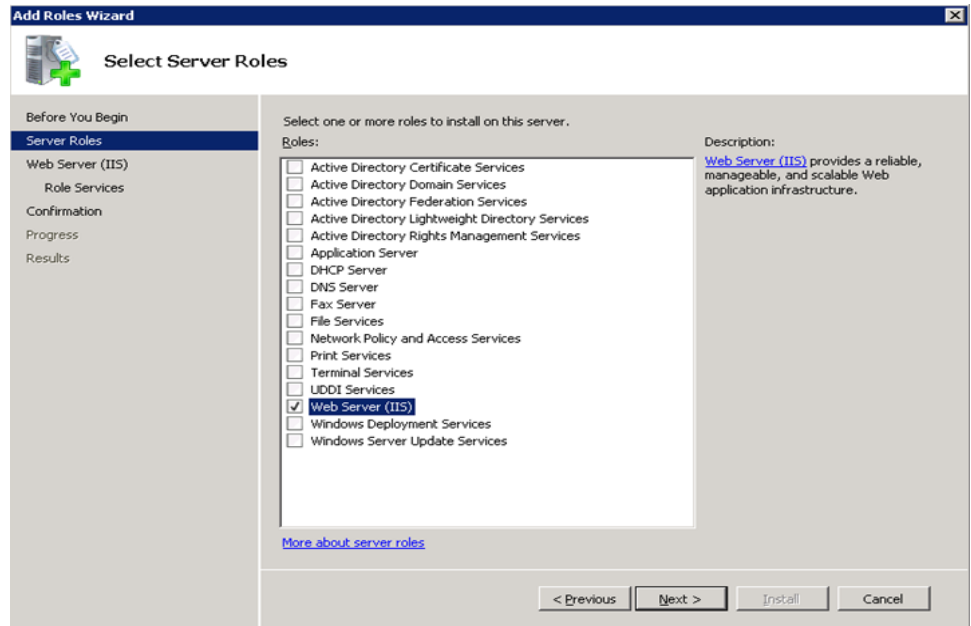 Add Roles Wizard
Select Server Roles
Before You Begin
Server Roles
Web Server (IIS)
Role Services
Confirmation
Progress
Results
Select one or more roles to install on this server.
Roles:
Active Directory Certificate Services
Active Directory Domain Services
Active Directory Federation Services
Active Directory Lightweight Directory Services
Active Directory Rights Management Services
Application Server
DHCP Server
DNS Server
Fax Server
File Services
Network Policy and Access Services
Print Services
Terminal Services
UDDI Services
Web Server (IIS)
Windows Deployment Services
Windows Server Update Services
More about server roles
Description:
Web Server (IIS) provides a reliable,
manageable, and scalable Web
application infrastructure.
< Previous
Next >
Install
Cancel